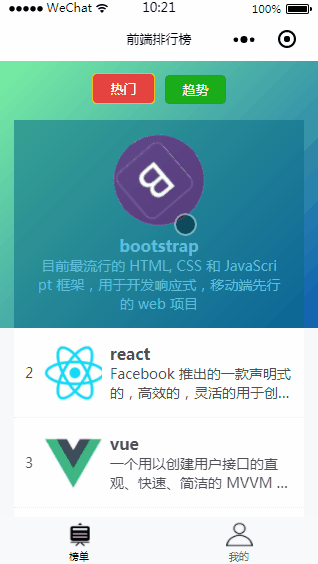 WeChat 10:21 100%
前端排行榜
热门 趋势
B
bootstrap
目前最流行的 HTML, CSS 和 JavaScri
pt 框架，用于开发响应式，移动端先行
的 web 项目
2
react
Facebook 推出的一款声明式
的，高效的，灵活的用于创...
3
vue
一个用以创建用户接口的直
观、快速、简洁的 MVVM ...
榜单 我的